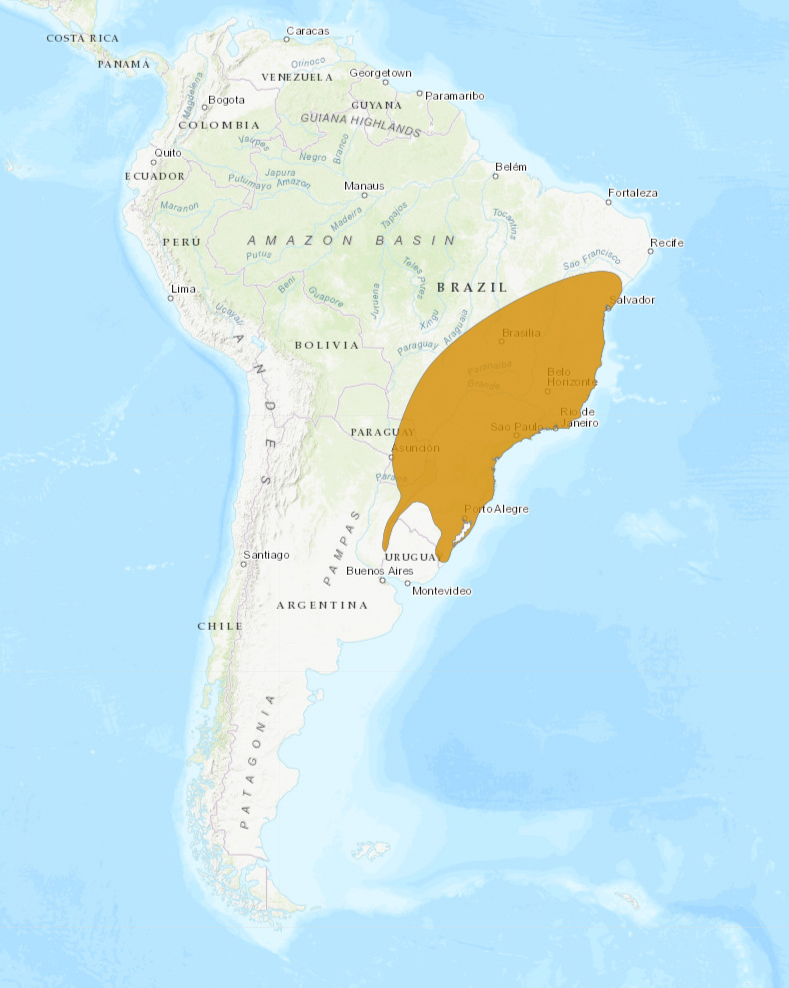 Caracas
COSTA RICA
PANAMÁ
Orinoco
VENEZUELA
Georgetown
Magdalena
Bogota
GUYANA
Paramaribo
COLOMBIA
GUIANA HIGHLANDS
Vaupes
Branco
Quito
Negro
Belém
ECUADOR
Japura
Putumayo
Amazon
Manaus
Fortaleza
Maranon
Madeira
Tapajos
Tocantins
PERÚ
AMAZON BASIN
Recife
Purus
Sao Francisco
Teles Pires
Lima
Beni
Guapore
Juruena
BRAZIL
Salvador
Ucayali
Xingu
Araguaia
Brasilia
ANDES
BOLIVIA
Paraguay
Paranaiba
Belo
Horizonte
Grande
Rio de
Janeiro
PARAGUAY
Sao Paulo
Asunción
Parana
Porto Alegre
PAMPAS
Santiago
URUGUAY
Buenos Aires
Montevideo
ARGENTINA
CHILE
PATAGONIA